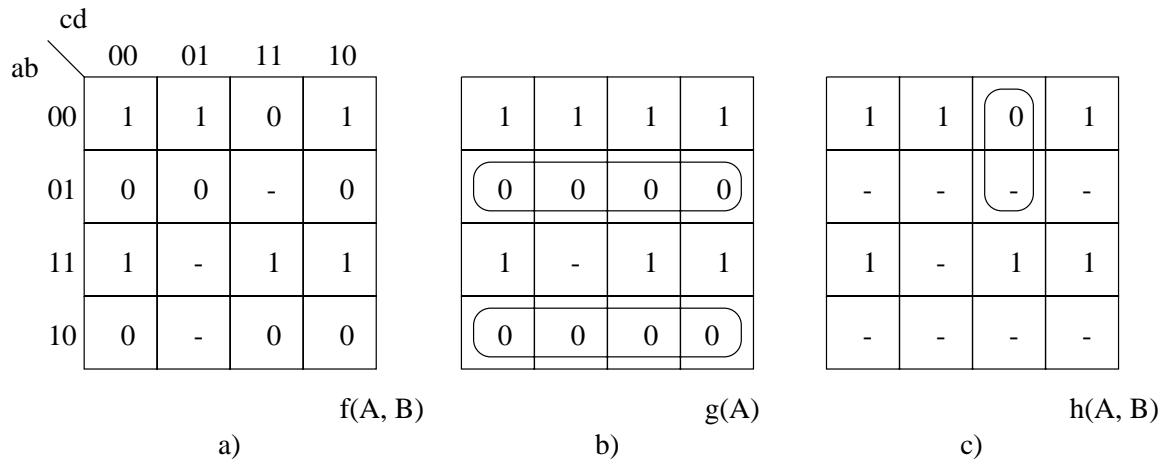 cd
00 01 11 10
ab
00 1 1 0 1 1 1 1 1 1 1 0 1
01 0 0 - 0 0 0 0 0 - - - -
11 1 - 1 1 1 - 1 1 1 - 1 1
10 0 - 0 0 0 0 0 0 - - - -
f(A, B) g(A) h(A, B)
a) b) c)